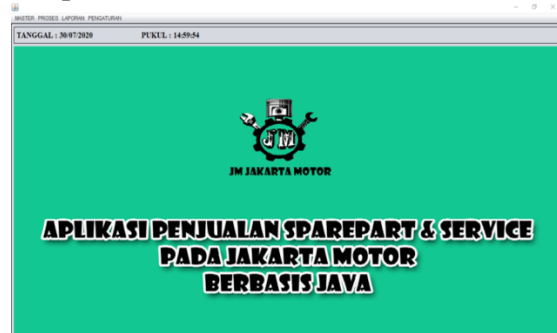 MASTER PROSES LAPORAN PENGATURAN
TANGGAL : 30/07/2020 PUKUL : 14:59:54
JM
JM JAKARTA MOTOR
APLIKASI PENJUALAN SPAREPART & SERVICE
PADA JAKARTA MOTOR
BERBASIS JAVA